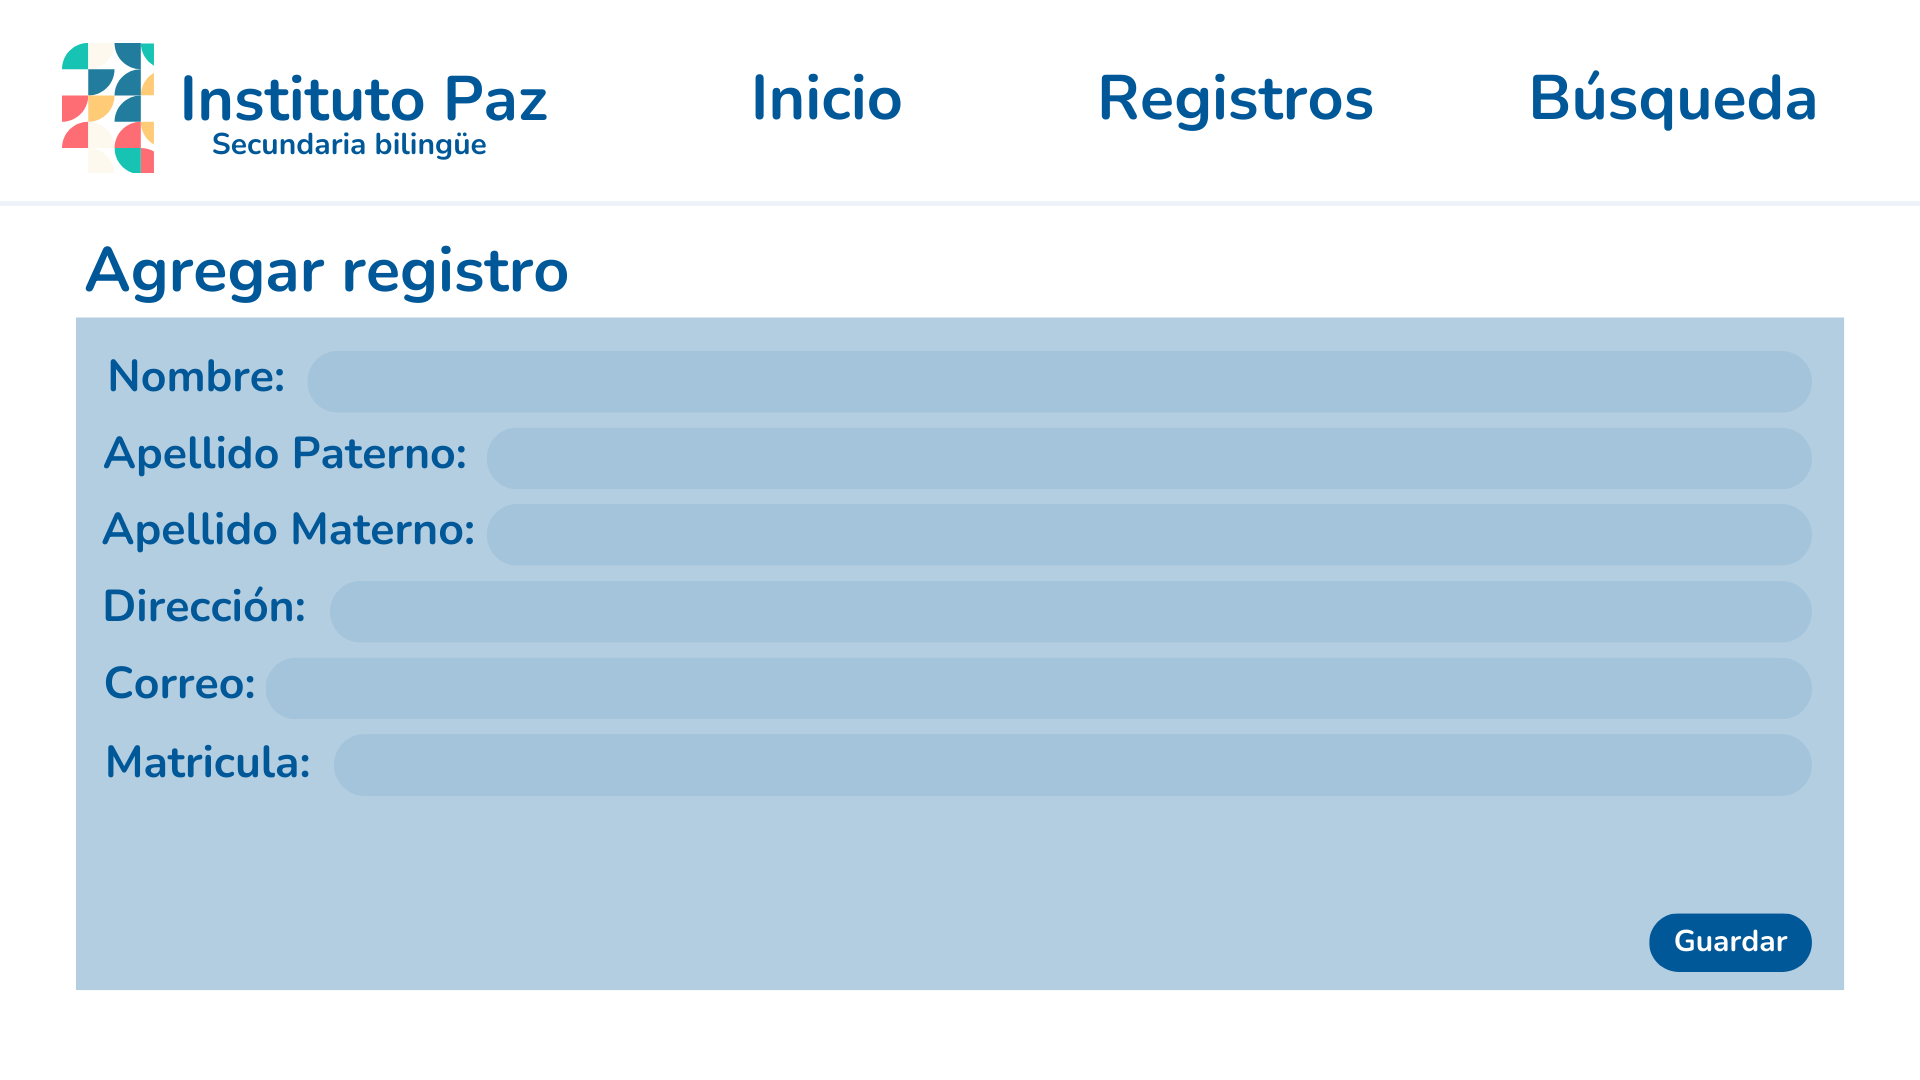 Instituto Paz
Secundaria bilingüe
Inicio
Registros
Búsqueda
Agregar registro
Nombre:
Apellido Paterno:
Apellido Materno:
Dirección:
Correo:
Matricula:
Guardar